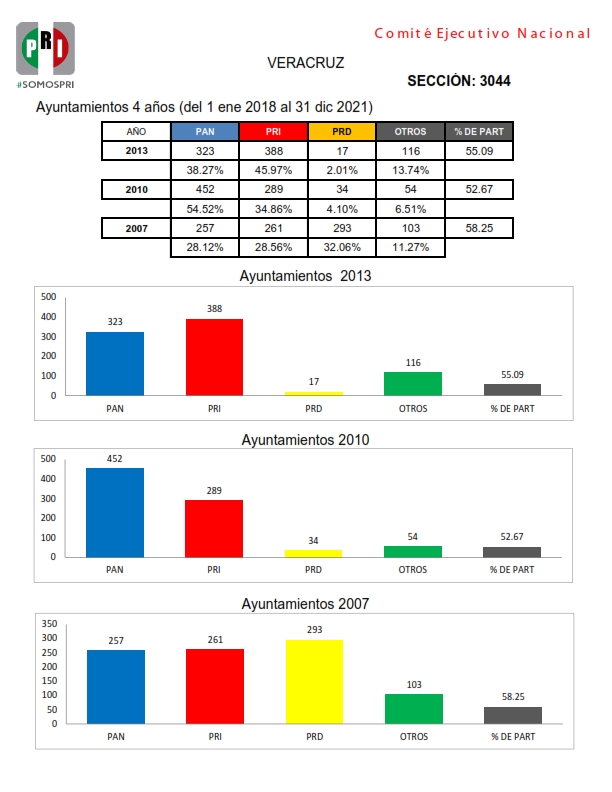 Comité Ejecutivo Nacional
PRI
#SOMOSPRI
VERACRUZ
SECCIÓN: 3044
Ayuntamientos 4 años (del 1 ene 2018 al 31 dic 2021)
AÑO PAN PRI PRD OTROS % DE PART
2013 323 388 17 116 55.09
38.27% 45.97% 2.01% 13.74%
2010 452 289 34 54 52.67
54.52% 34.86% 4.10% 6.51%
2007 257 261 293 103 58.25
28.12% 28.56% 32.06% 11.27%
Ayuntamientos 2013
500
400
300
200
100
0
323 388 17 116 55.09
PAN PRI PRD OTROS % DE PART
Ayuntamientos 2010
500
400
300
200
100
0
452 289 34 54 52.67
PAN PRI PRD OTROS % DE PART
Ayuntamientos 2007
350
300
250
200
150
100
50
0
257 261 293 103 58.25
PAN PRI PRD OTROS % DE PART